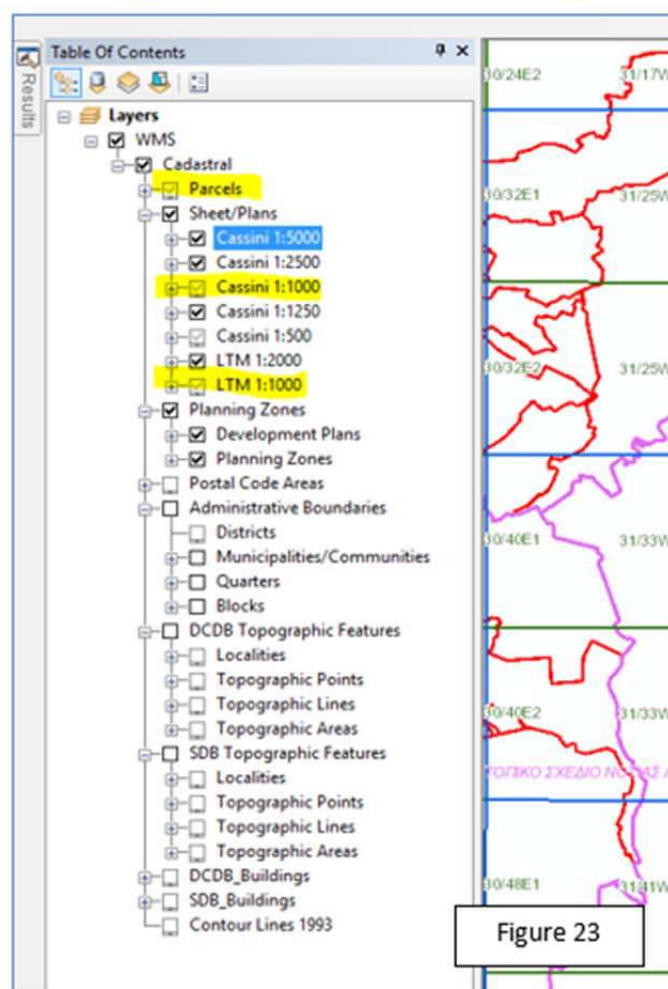 Table Of Contents
Results
Layers
WMS
Cadastral
Parcels
Sheet/Plans
Cassini 1:5000
Cassini 1:2500
Cassini 1:1000
Cassini 1:1250
Cassini 1:500
LTM 1:2000
LTM 1:1000
Planning Zones
Development Plans
Planning Zones
Postal Code Areas
Administrative Boundaries
Districts
Municipalities/Communities
Quarters
Blocks
DCDB Topographic Features
Localities
Topographic Points
Topographic Lines
Topographic Areas
SDB Topographic Features
Localities
Topographic Points
Topographic Lines
Topographic Areas
DCDB_Buildings
SDB_Buildings
Contour Lines 1993
30/24E2 31/17W
30/32E1 31/25W
30/32E2 31/25W
30/40E1 31/33W
30/40E2 31/33W
ΤΟΠΙΚΟ ΣΧΕΔΙΟ
30/48E1 31/41W
Figure 23